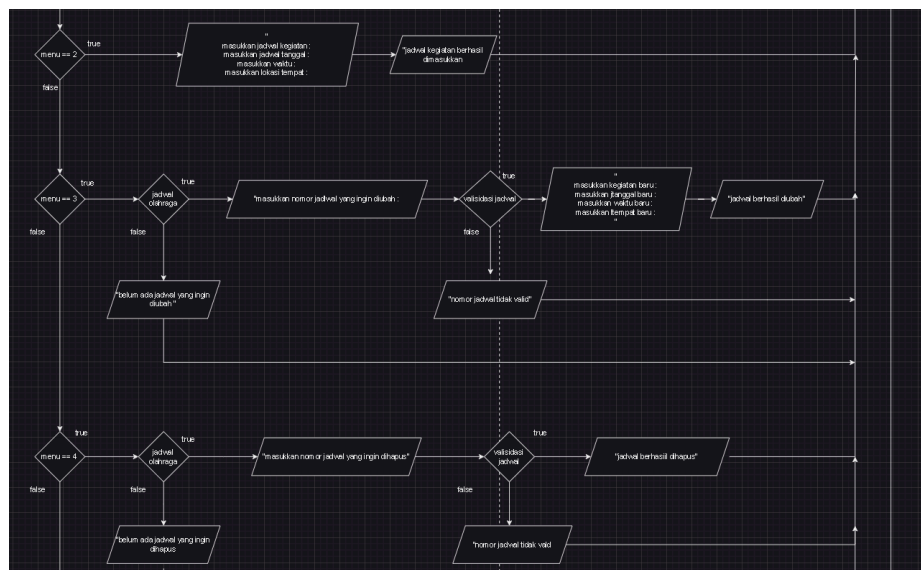 menu == 2
true
false
"
masukkan jadwal kegiatan :
masukkan jadwal tanggal :
masukkan waktu :
masukkan lokasi tempat :
"jadwal kegiatan berhasil
dimasukkan
menu == 3
true
false
jadwal
olahraga
true
false
"masukkan nomor jadwal yang ingin diubah :
valisidasi jadwal
true
false
"
masukkan kegiatan baru :
masukkan jtanggal baru :
masukkan waktu baru :
masukkan ltempat baru :
"
"jadwal berhasil diubah"
"belum ada jadwal yang ingin
diubah "
"nomor jadwal tidak valid"
menu == 4
true
false
jadwal
olahraga
true
false
"masukkan nomor jadwal yang ingin dihapus"
valisidasi
jadwal
true
false
"jadwal berhasiil dihapus"
"belum ada jadwal yang ingin
dihapus
"nomor jadwal tidak valid